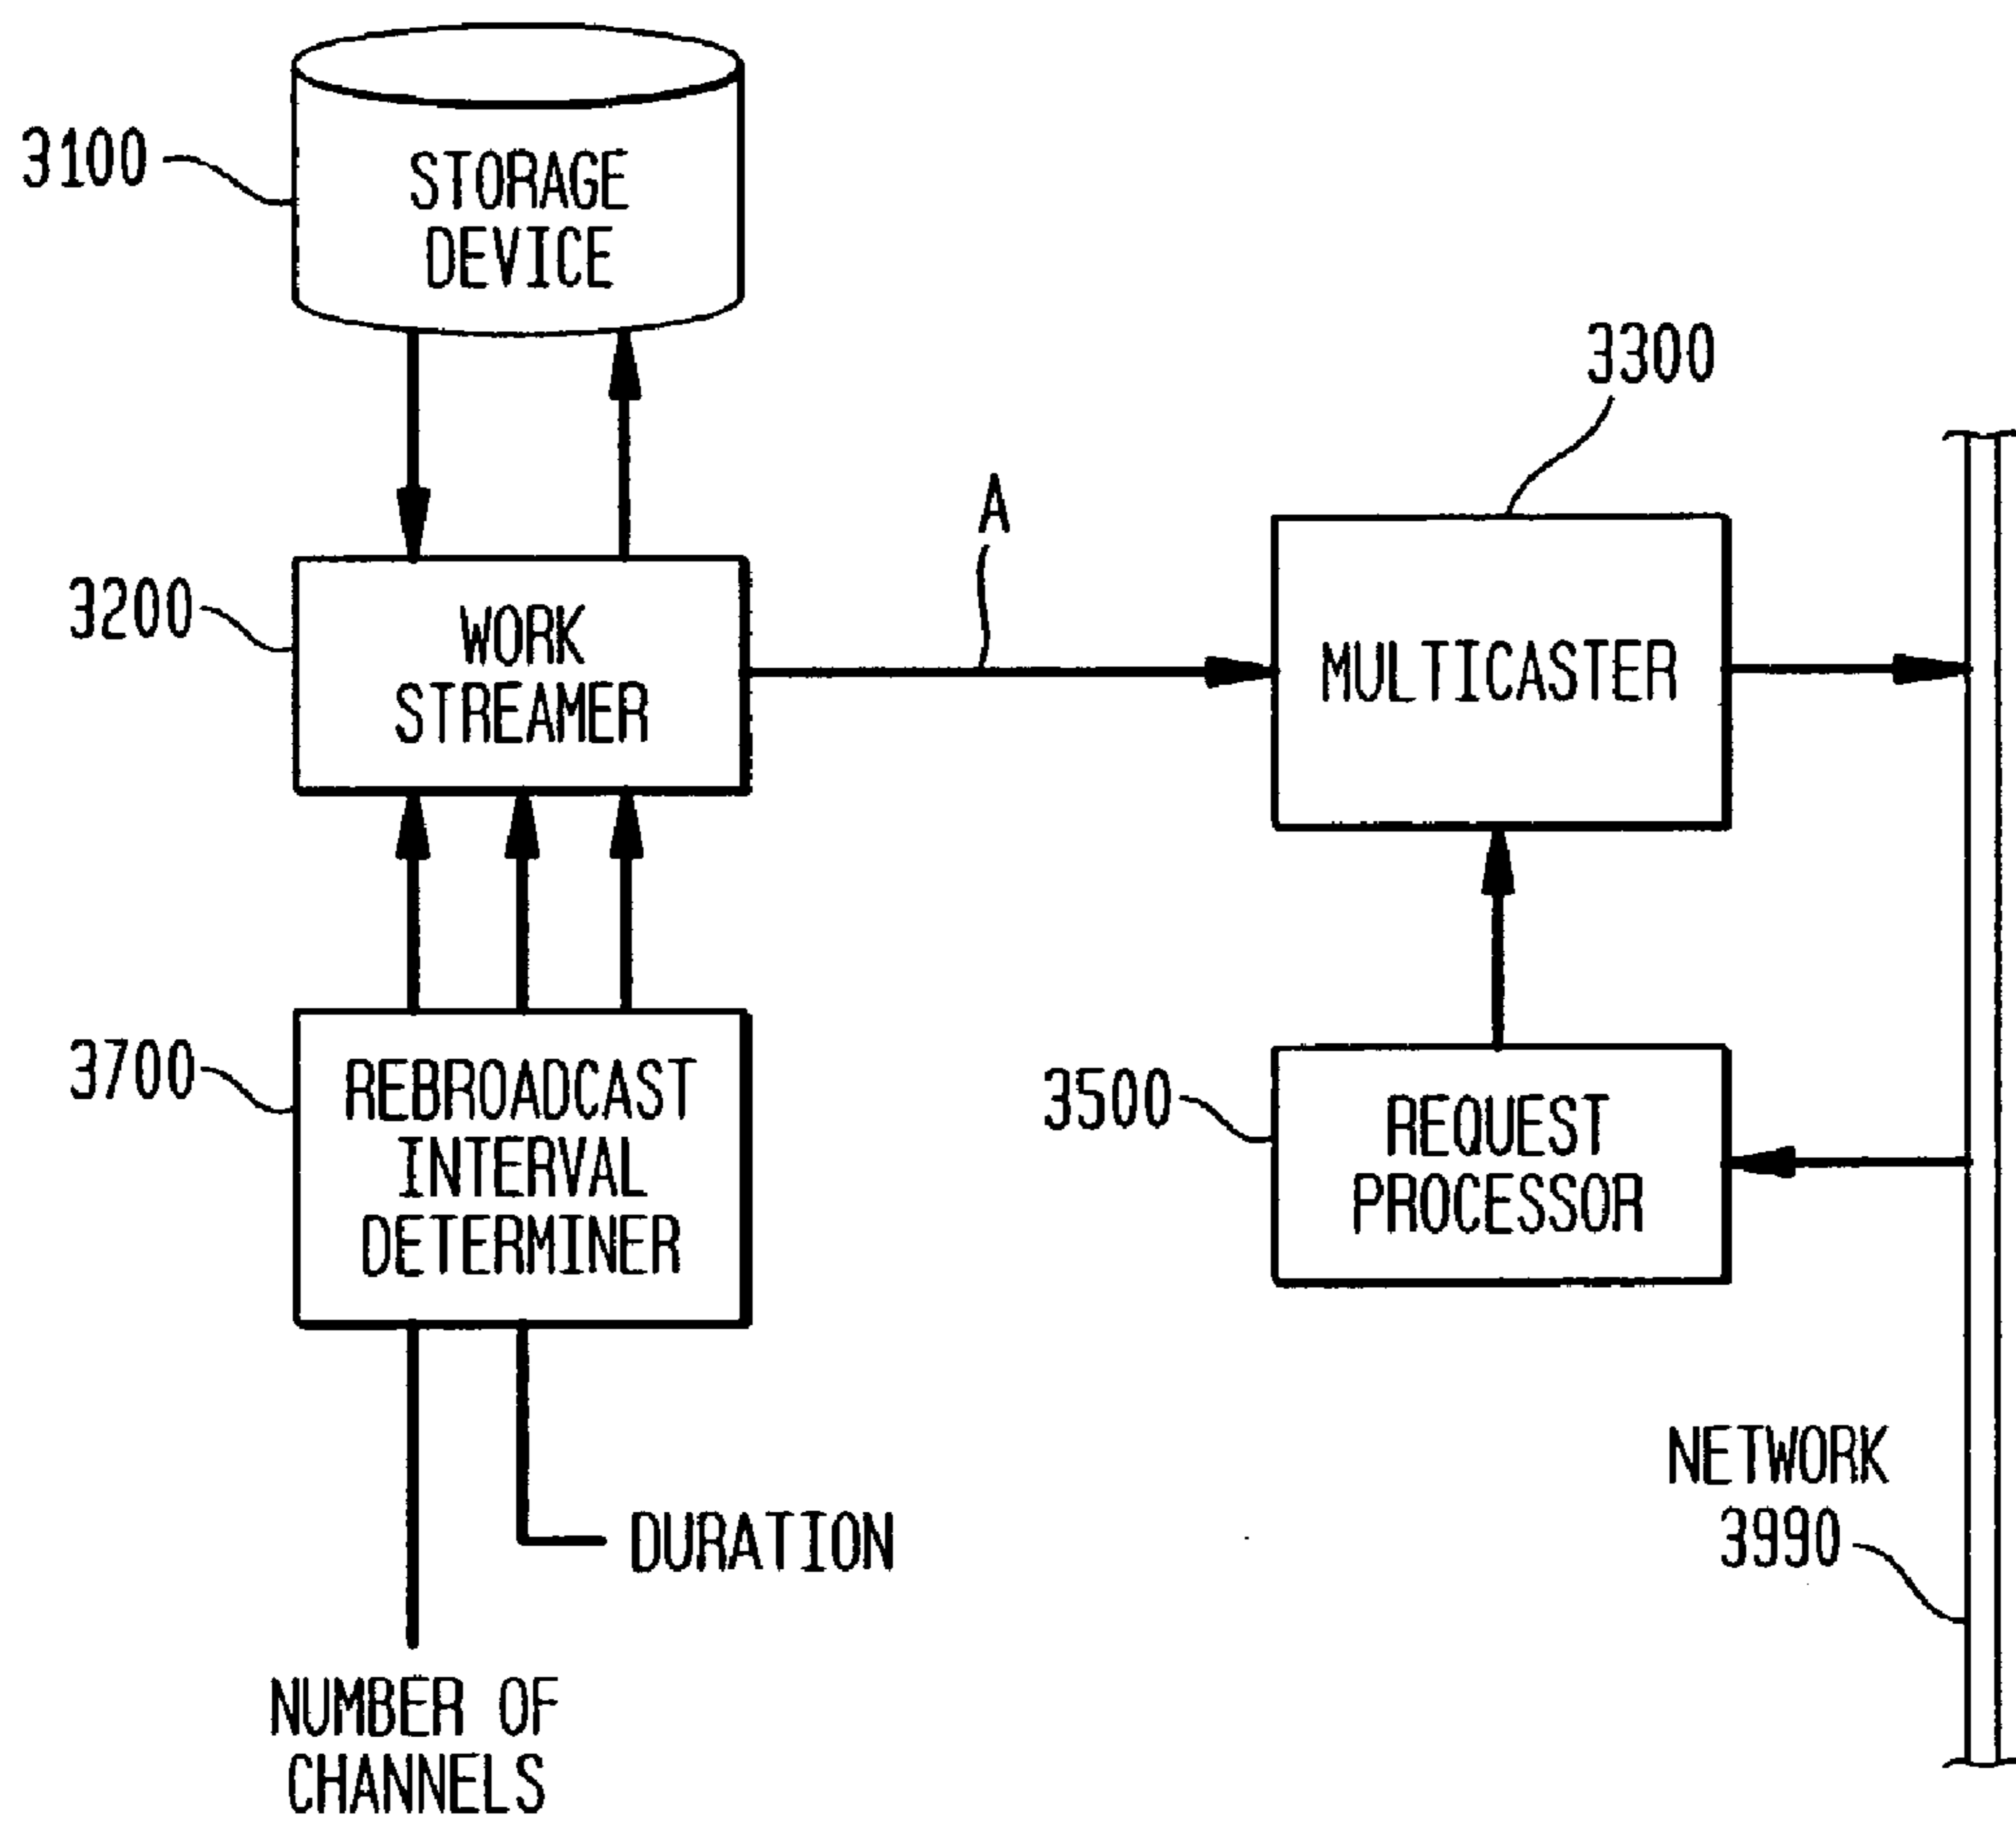 3100
STORAGE
DEVICE
3300
A
3200
WORK
STREAMER
MULTICASTER
3700
REBROADCAST
INTERVAL
DETERMINER
3500
REQUEST
PROCESSOR
NETWORK
3990
DURATION
NUMBER OF
CHANNELS